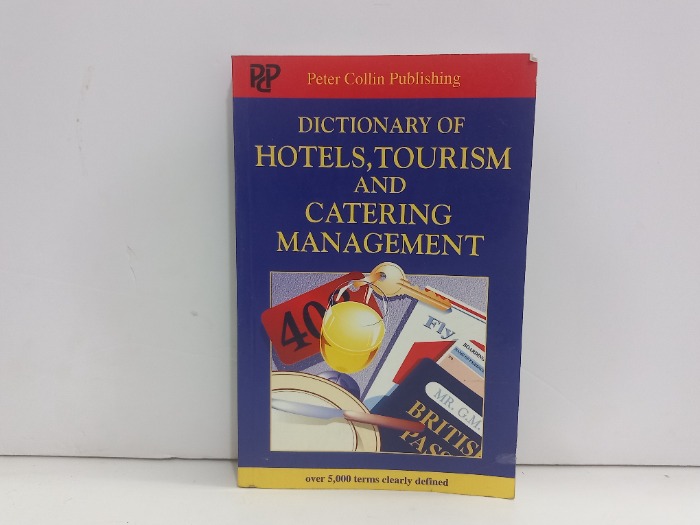 PCP
Peter Collin Publishing
DICTIONARY OF
HOTELS, TOURISM
AND
CATERING
MANAGEMENT
40
Fly
BOARDING
MR. G.M.
BRITIS
PASS
over 5,000 terms clearly defined